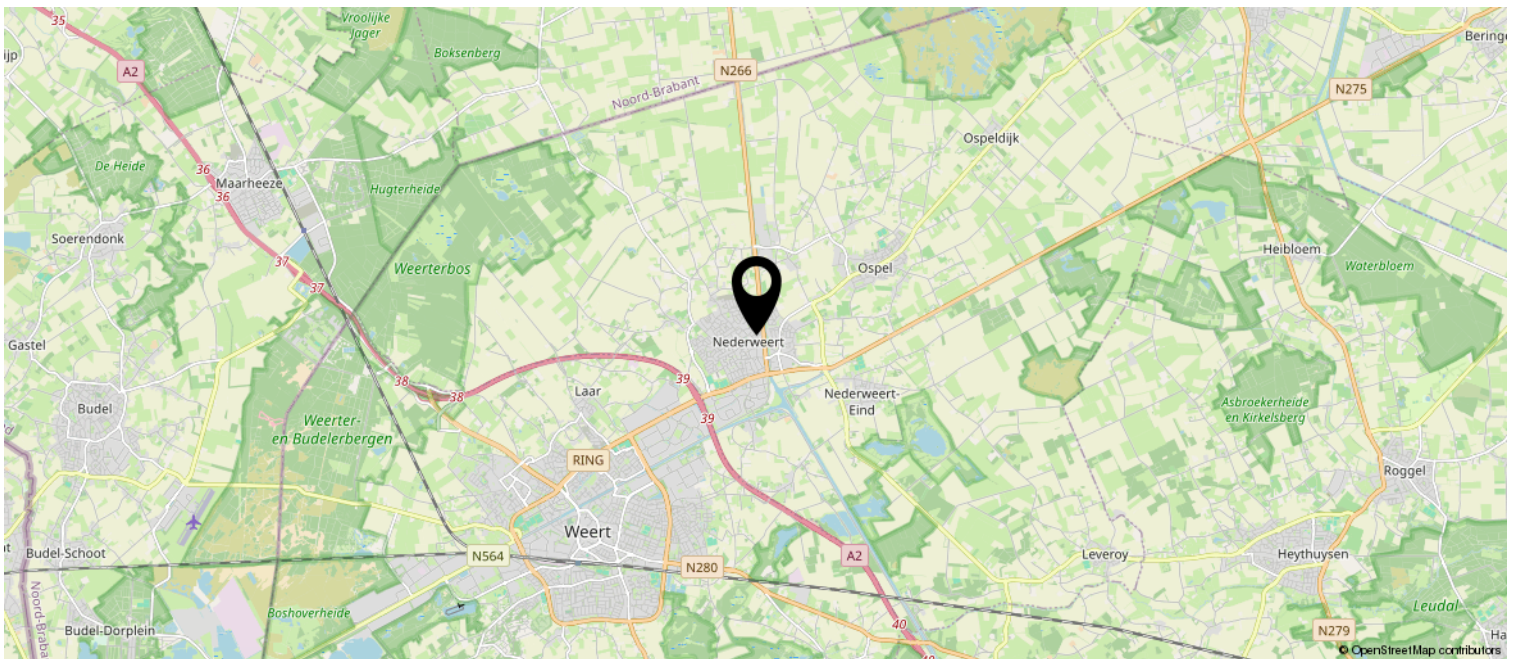 35
Vroolijke
Jager
Boksenberg
Beringe
A2
N266
Noord-Brabant
N275
Ospeldijk
De Heide
36
Maarheeze
36
Hugterheide
Soerendonk
37
37
Weerterbos
Ospel
Heibloem
Waterbloem
Gastel
Nederweert
38
38
39
39
Laar
Nederweert-
Eind
Budel
Weerter-
en Budelerbergen
Asbroekerheide
en Kirkelsberg
RING
Roggel
Weert
Budel-Schoot
N564
N280
A2
Leveroy
Heythuysen
Noord-Braba
Boshoverheide
Leudal
Budel-Dorplein
40
N279
Ha
© OpenStreetMap contributors